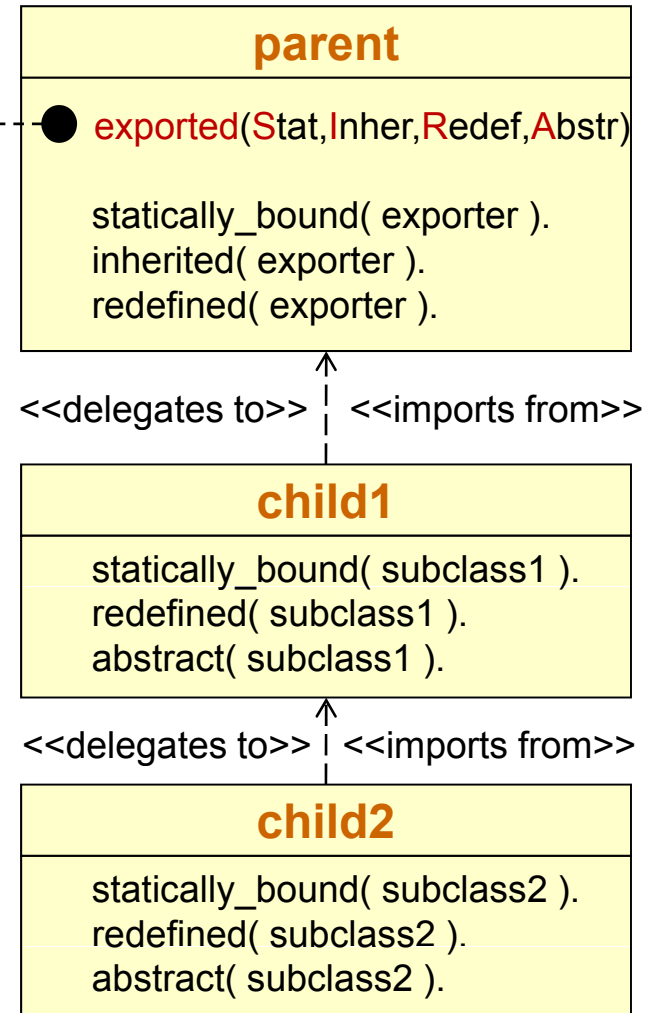 parent
exported(Stat,Inher,Redef,Abstr)
statically_bound( exporter ).
inherited( exporter ).
redefined( exporter ).
<<delegates to>> <<imports from>>
child1
statically_bound( subclass1 ).
redefined( subclass1 ).
abstract( subclass1 ).
<<delegates to>> <<imports from>>
child2
statically_bound( subclass2 ).
redefined( subclass2 ).
abstract( subclass2 ).